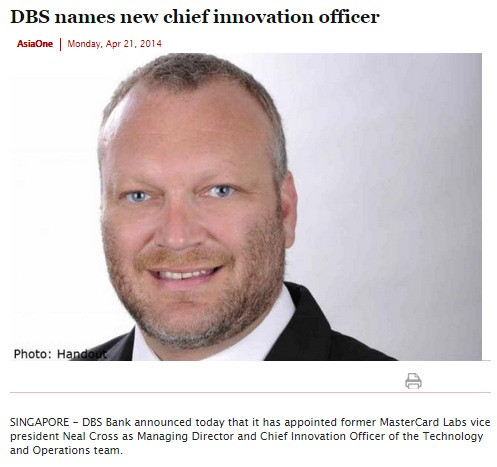 DBS names new chief innovation officer
AsiaOne | Monday, Apr 21, 2014
Photo: Handout
SINGAPORE - DBS Bank announced today that it has appointed former MasterCard Labs vice
president Neal Cross as Managing Director and Chief Innovation Officer of the Technology
and Operations team.